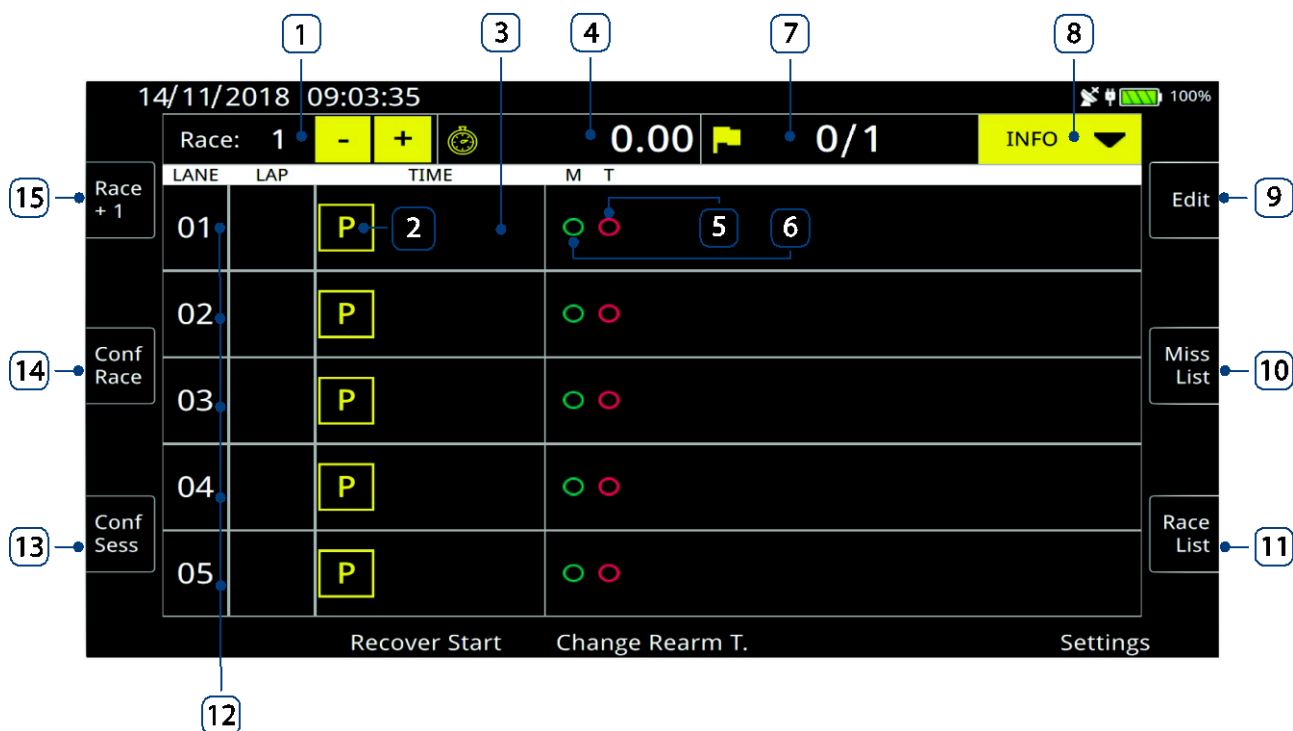 1 3 4 7 8
14/11/2018 09:03:35 100%
Race: 1 - + 0.00 0/1 INFO
LANE LAP TIME M T
15 Race + 1
01 P 2 5 6
Edit 9
02 P
14 Conf Race
Miss List 10
03 P
04 P
13 Conf Sess
Race List 11
05 P
Recover Start Change Rearm T. Settings
12